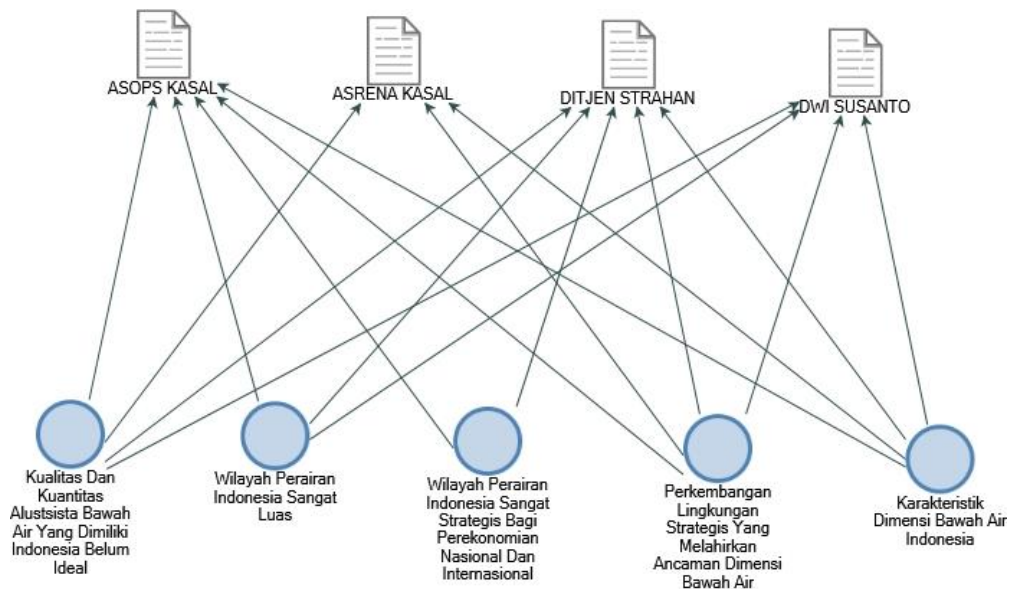 ASOPS KASAL
ASRENA KASAL
DITJEN STRAHAN
DWI SUSANTO
Kualitas Dan
Kuantitas
Alustsista Bawah
Air Yang Dimiliki
Indonesia Belum
Ideal
Wilayah Perairan
Indonesia Sangat
Luas
Wilayah Perairan
Indonesia Sangat
Strategis Bagi
Perekonomian
Nasional Dan
Internasional
Perkembangan
Lingkungan
Strategis Yang
Melahirkan
Ancaman Dimensi
Bawah Air
Karakteristik
Dimensi Bawah Air
Indonesia